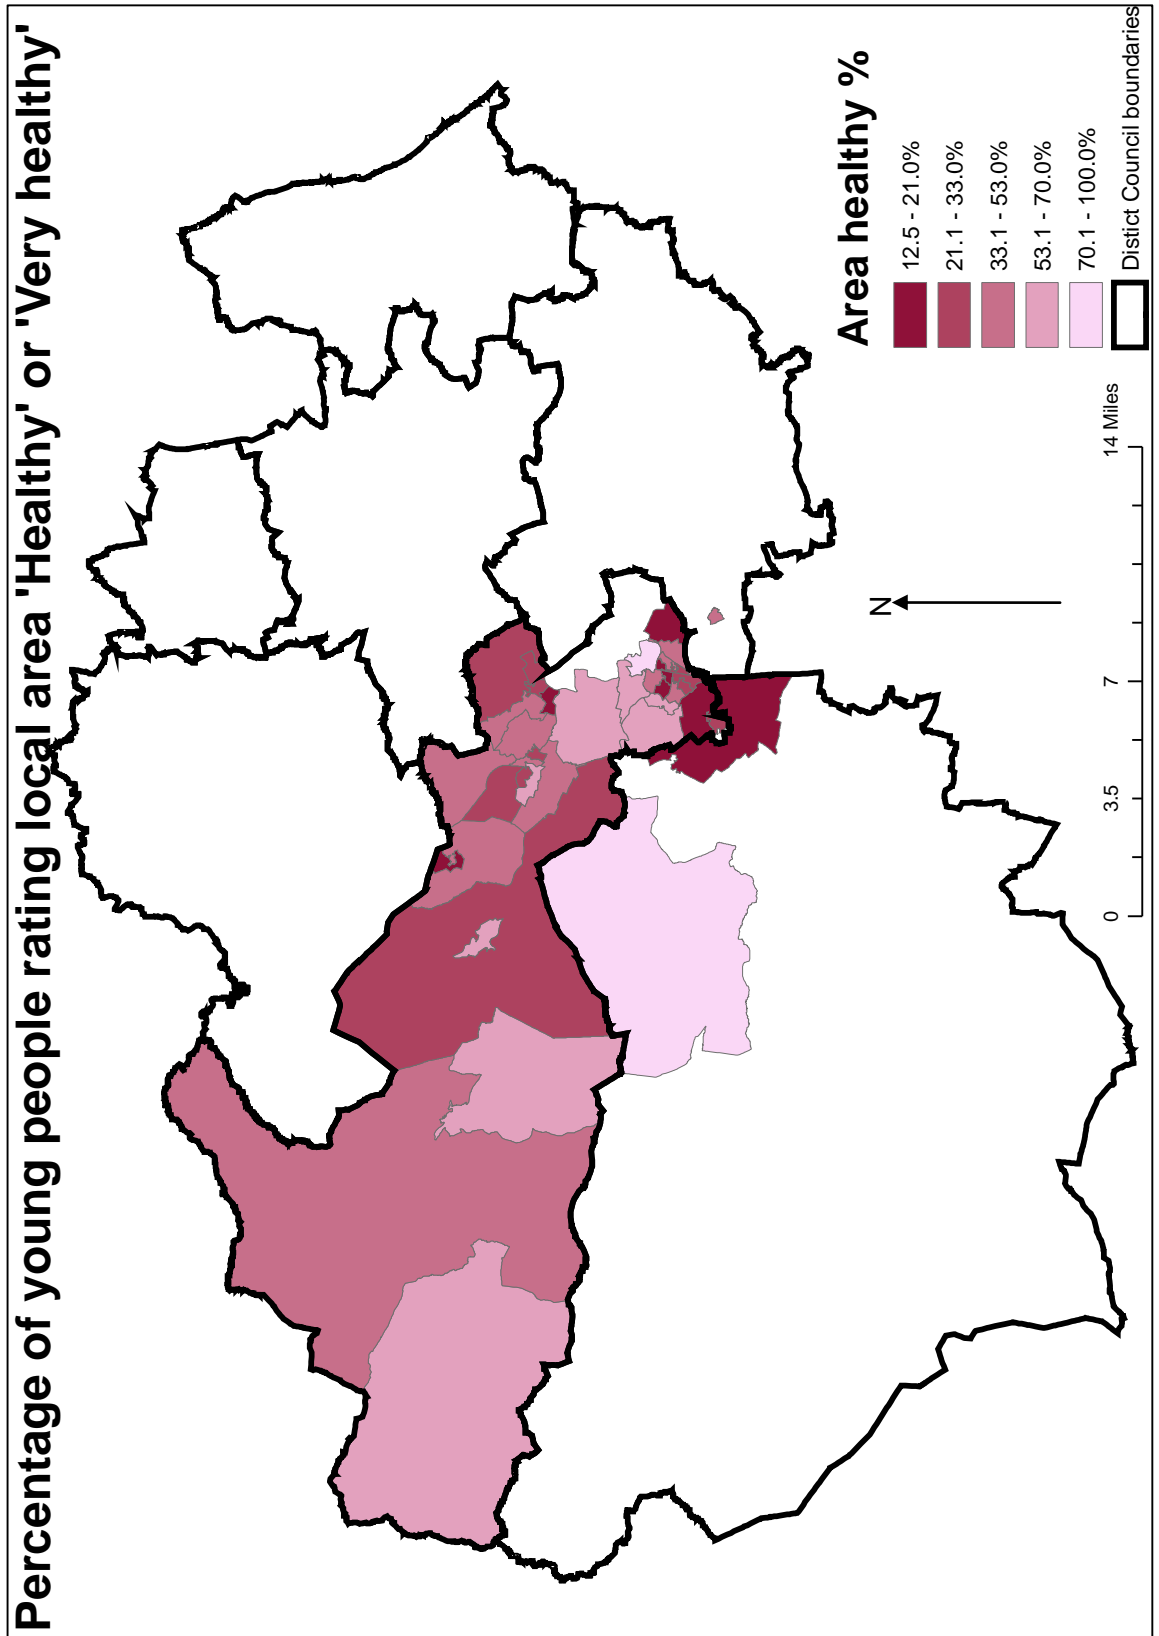 Percentage of young people rating local area 'Healthy' or 'Very healthy'
Area healthy %
12.5 - 21.0%
21.1 - 33.0%
33.1 - 53.0%
53.1 - 70.0%
70.1 - 100.0%
Distict Council boundaries
N
0 3.5 7 14 Miles